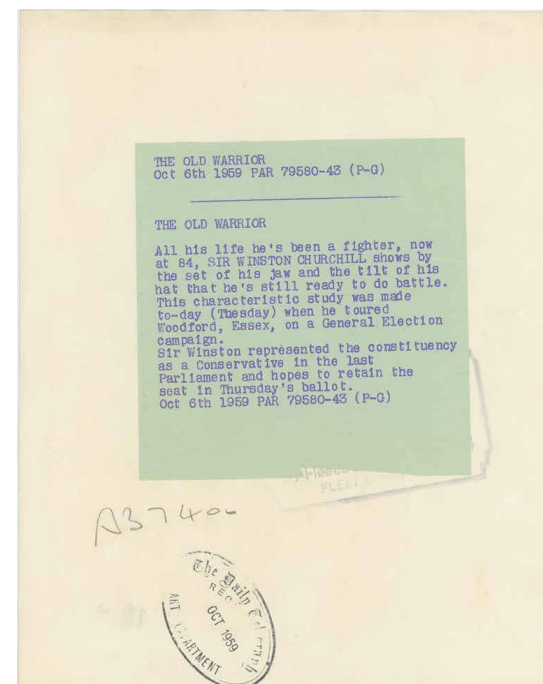 THE OLD WARRIOR
Oct 6th 1959 PAR 79580-43 (P-G)
THE OLD WARRIOR
All his life he's been a fighter, now
at 84, SIR WINSTON CHURCHILL shows by
the set of his jaw and the tilt of his
hat that he's still ready to do battle.
This characteristic study was made
to-day (Tuesday) when he toured
Woodford, Essex, on a General Election
campaign.
Sir Winston represented the constituency
as a Conservative in the last
Parliament and hopes to retain the
seat in Thursday's ballot.
Oct 6th 1959 PAR 79580-43 (P-G)
A37400
The Daily Telegraph
REC
OCT 1959
ART DEPARTMENT